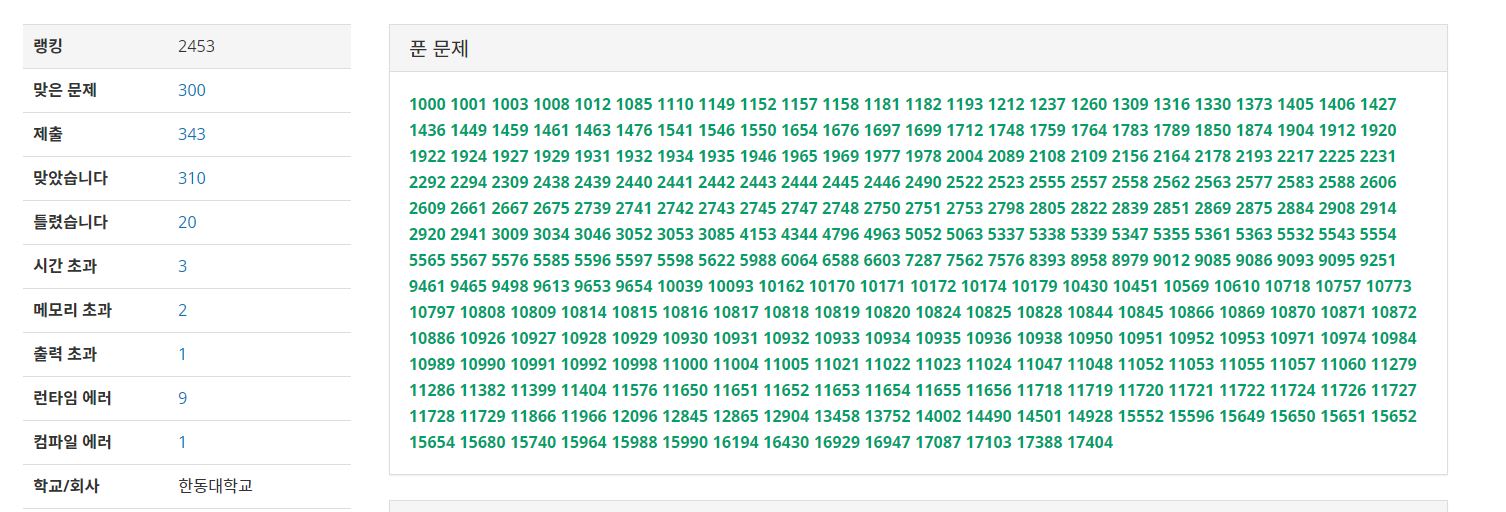 랭킹 2453
맞은 문제 300
제출 343
맞았습니다 310
틀렸습니다 20
시간 초과 3
메모리 초과 2
출력 초과 1
런타임 에러 9
컴파일 에러 1
학교/회사 한동대학교
푼 문제
1000 1001 1003 1008 1012 1085 1110 1149 1152 1157 1158 1181 1182 1193 1212 1237 1260 1309 1316 1330 1373 1405 1406 1427
1436 1449 1459 1461 1463 1476 1541 1546 1550 1654 1676 1697 1699 1712 1748 1759 1764 1783 1789 1850 1874 1904 1912 1920
1922 1924 1927 1929 1931 1932 1934 1935 1946 1965 1969 1977 1978 2004 2089 2108 2109 2156 2164 2178 2193 2217 2225 2231
2292 2294 2309 2438 2439 2440 2441 2442 2443 2444 2445 2446 2490 2522 2523 2555 2557 2558 2562 2563 2577 2583 2588 2606
2609 2661 2667 2675 2739 2741 2742 2743 2745 2747 2748 2750 2751 2753 2798 2805 2822 2839 2851 2869 2875 2884 2908 2914
2920 2941 3009 3034 3046 3052 3053 3085 4153 4344 4796 4963 5052 5063 5337 5338 5339 5347 5355 5361 5363 5532 5543 5554
5565 5567 5576 5585 5596 5597 5598 5622 5988 6064 6588 6603 7287 7562 7576 8393 8958 8979 9012 9085 9086 9093 9095 9251
9461 9465 9498 9613 9653 9654 10039 10093 10162 10170 10171 10172 10174 10179 10430 10451 10569 10610 10718 10757 10773
10797 10808 10809 10814 10815 10816 10817 10818 10819 10820 10824 10825 10828 10844 10845 10866 10869 10870 10871 10872
10886 10926 10927 10928 10929 10930 10931 10932 10933 10934 10935 10936 10938 10950 10951 10952 10953 10971 10974 10984
10989 10990 10991 10992 10998 11000 11004 11005 11021 11022 11023 11024 11047 11048 11052 11053 11055 11057 11060 11279
11286 11382 11399 11404 11576 11650 11651 11652 11653 11654 11655 11656 11718 11719 11720 11721 11722 11724 11726 11727
11728 11729 11866 11966 12096 12845 12865 12904 13458 13752 14002 14490 14501 14928 15552 15596 15649 15650 15651 15652
15654 15680 15740 15964 15988 15990 16194 16430 16929 16947 17087 17103 17388 17404